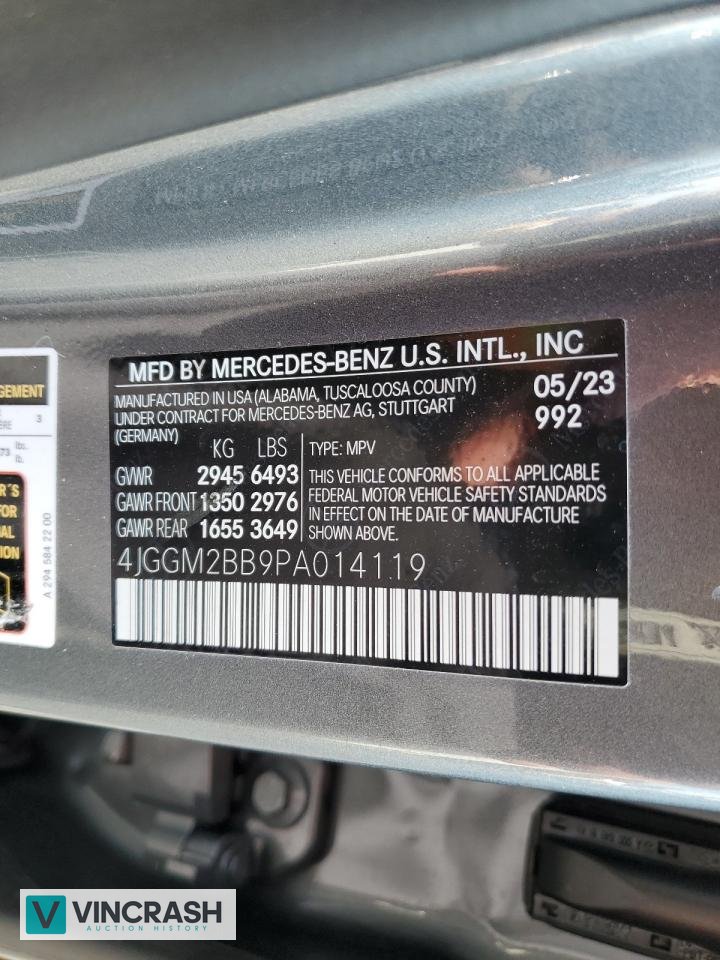 MFD BY MERCEDES-BENZ U.S. INTL., INC
MANUFACTURED IN USA (ALABAMA, TUSCALOOSA COUNTY)
UNDER CONTRACT FOR MERCEDES-BENZ AG, STUTTGART
(GERMANY)
05/23
992
KG LBS
GVWR 2945 6493
GAWR FRONT 1350 2976
GAWR REAR 1655 3649
TYPE: MPV
THIS VEHICLE CONFORMS TO ALL APPLICABLE
FEDERAL MOTOR VEHICLE SAFETY STANDARDS
IN EFFECT ON THE DATE OF MANUFACTURE
SHOWN ABOVE.
4JGGM2BB9PA014119
3
lbs.
lb.
A 294 584 22 00
VINCRASH
AUCTION HISTORY